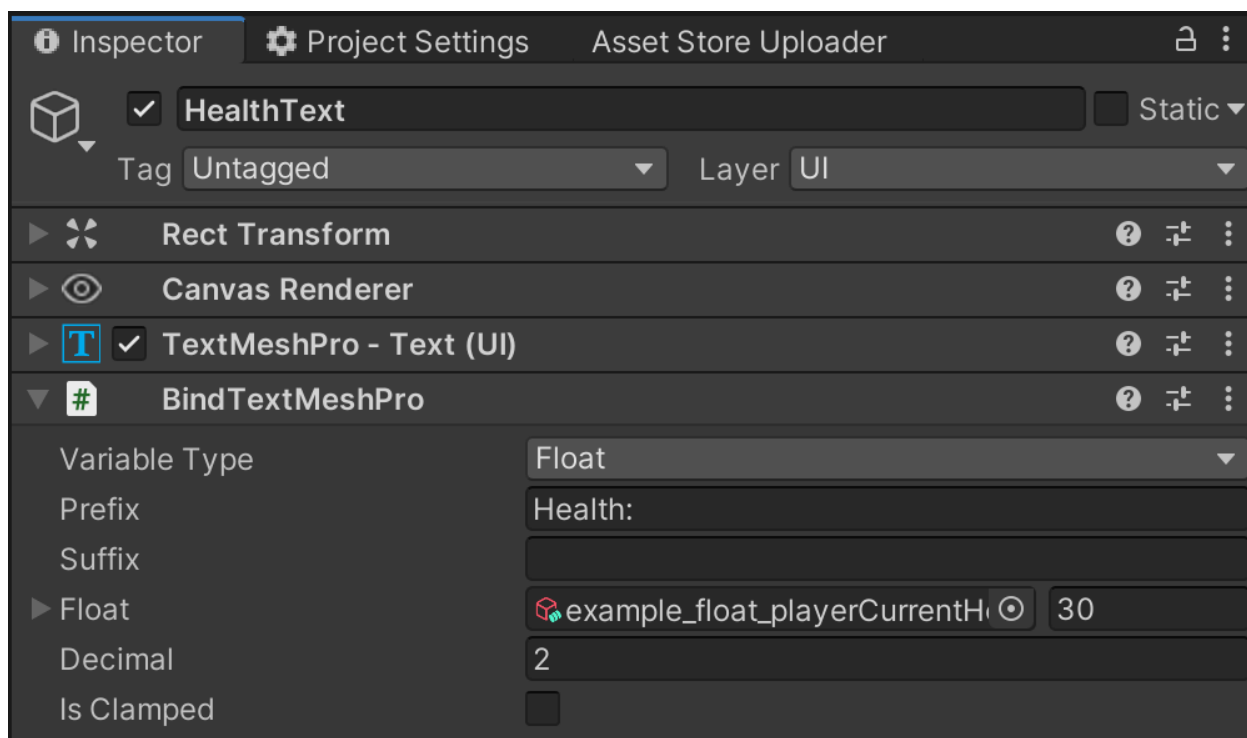 Inspector Project Settings Asset Store Uploader
HealthText Static
Tag Untagged Layer UI
Rect Transform
Canvas Renderer
T TextMeshPro - Text (UI)
# BindTextMeshPro
Variable Type Float
Prefix Health:
Suffix
Float example_float_playerCurrentH 30
Decimal 2
Is Clamped